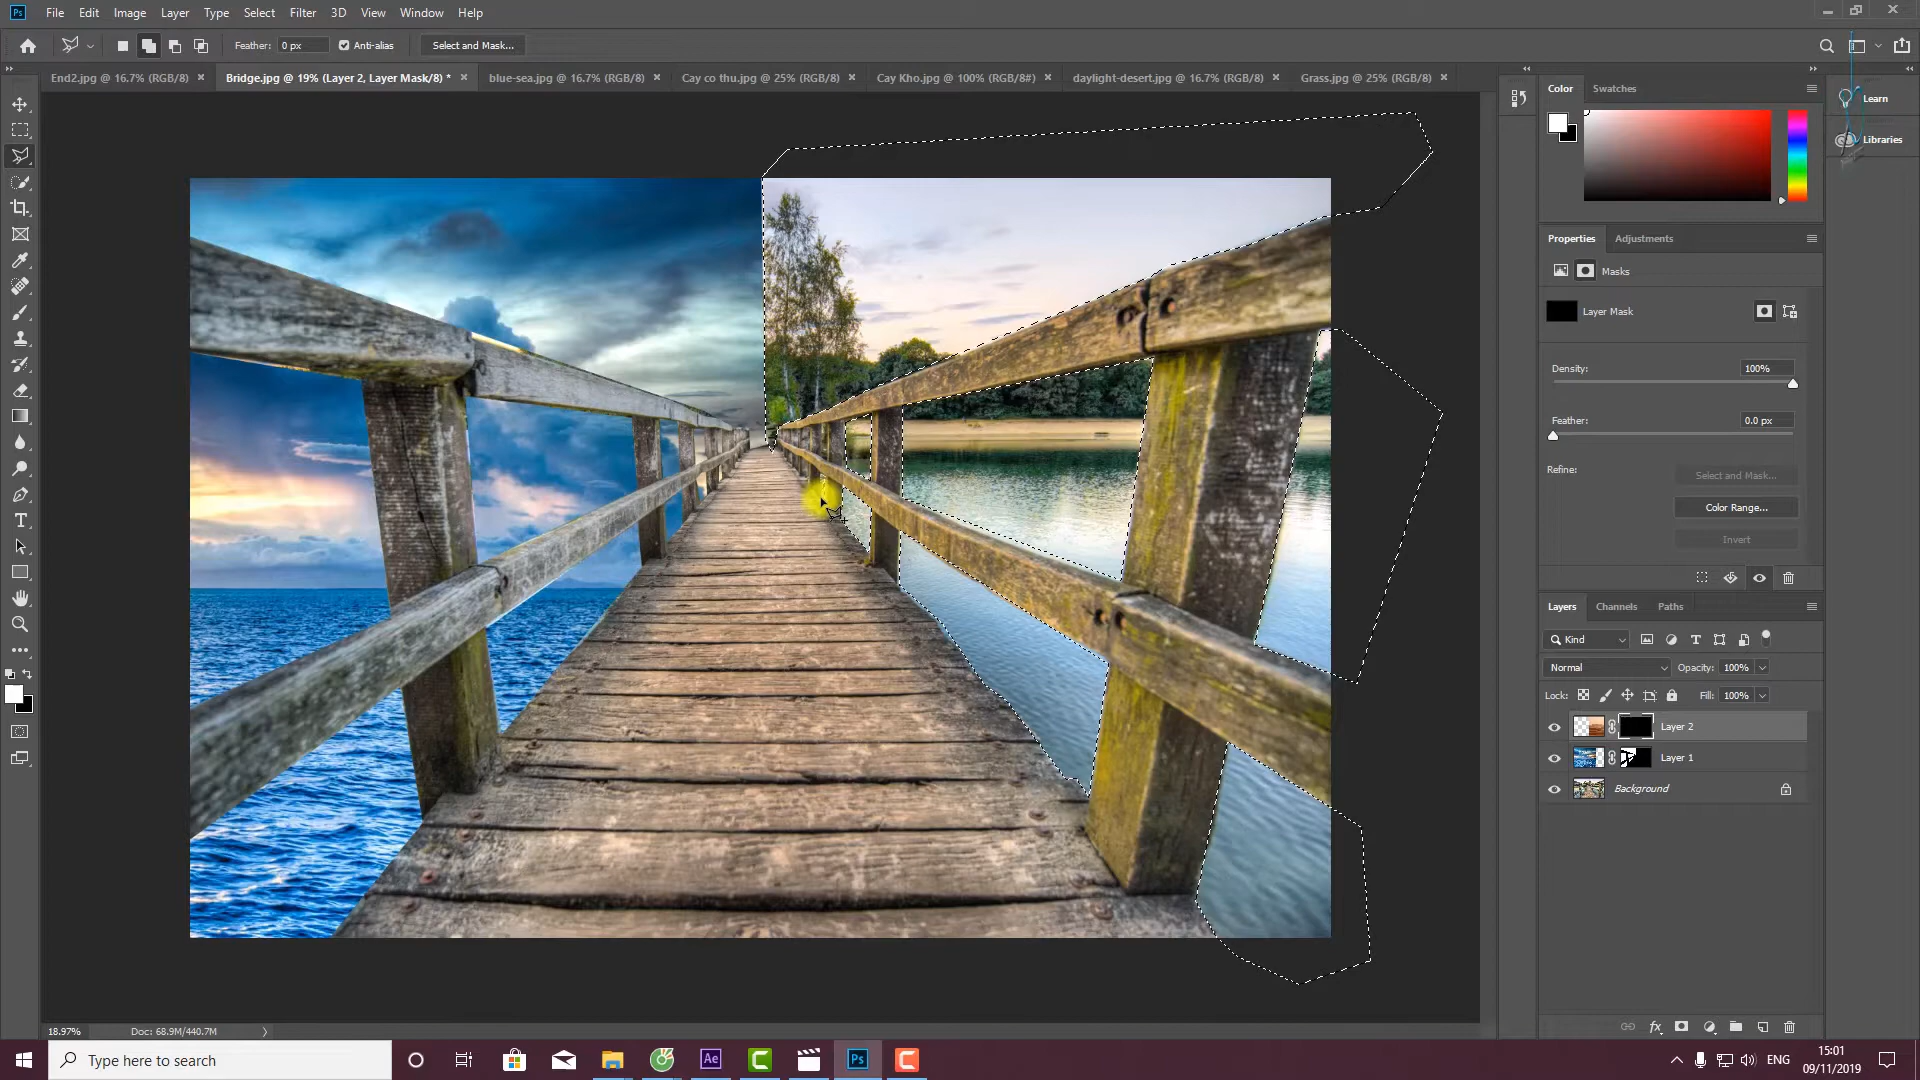 Ps File Edit Image Layer Type Select Filter 3D View Window Help
Feather: 0 px Anti-alias Select and Mask...
End2.jpg @ 16.7% (RGB/8) × Bridge.jpg @ 19% (Layer 2, Layer Mask/8) * × blue-sea.jpg @ 16.7% (RGB/8) × Cay co thu.jpg @ 25% (RGB/8) × Cay Kho.jpg @ 100% (RGB/8#) × daylight-desert.jpg @ 16.7% (RGB/8) × Grass.jpg @ 25% (RGB/8) ×
Color Swatches
Learn
Libraries
Properties Adjustments
Masks
Layer Mask
Density: 100%
Feather: 0.0 px
Refine: Select and Mask...
Color Range...
Invert
Layers Channels Paths
Kind
Normal Opacity: 100%
Lock: Fill: 100%
Layer 2
Layer 1
Background
fx
18.97% Doc: 68.9M/440.7M
Type here to search
Ae
Ps
ENG
15:01
09/11/2019